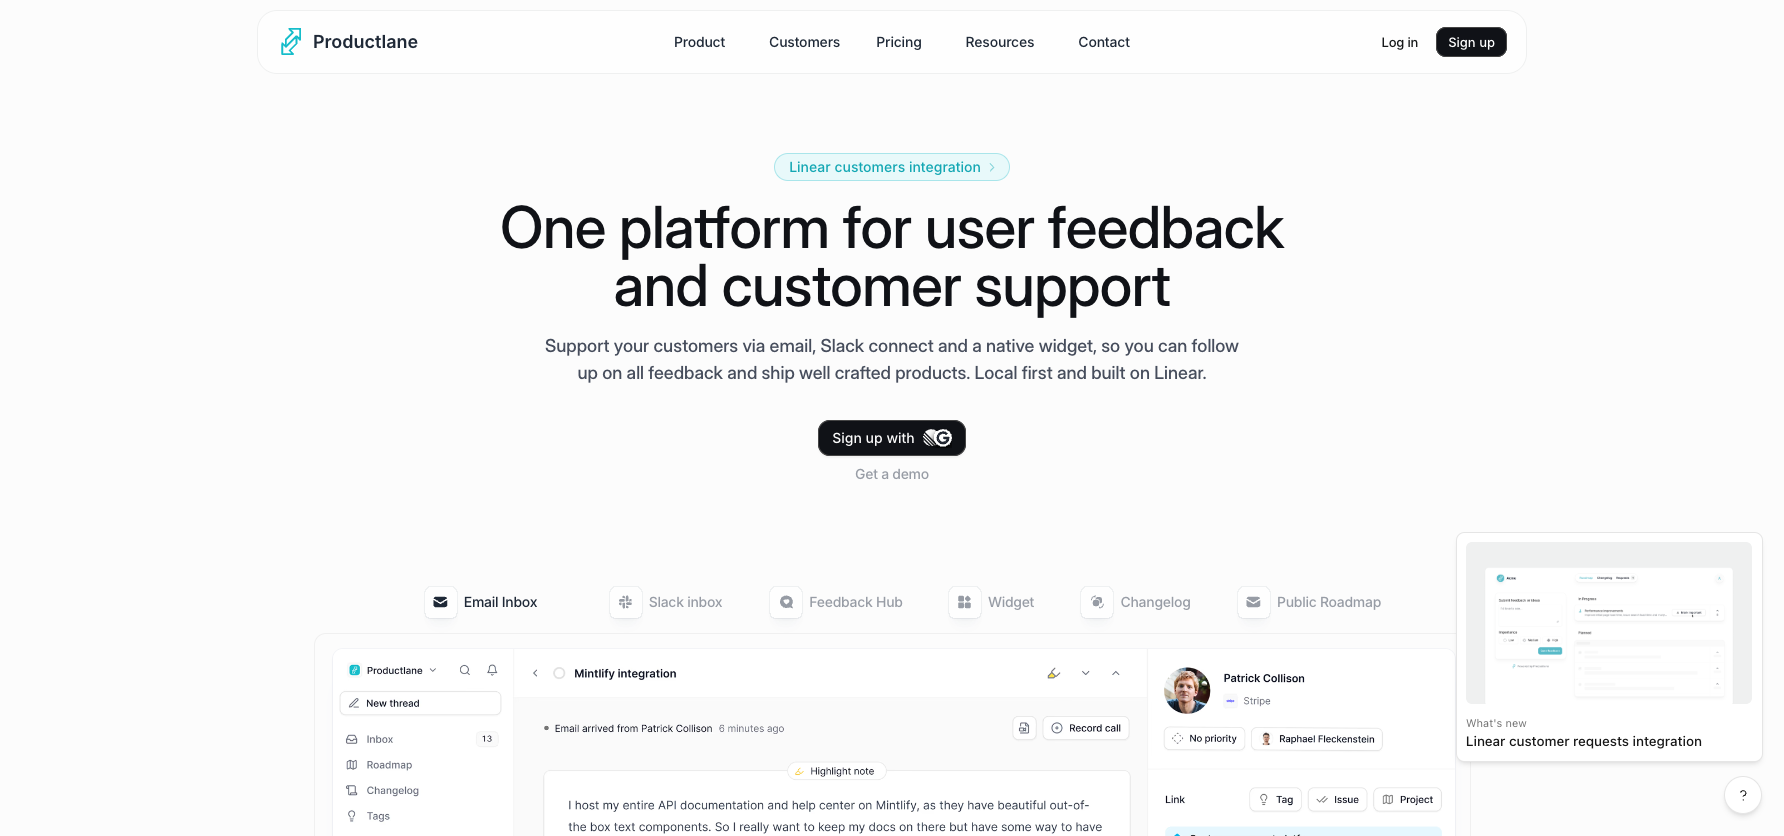 Productlane
Product
Customers
Pricing
Resources
Contact
Log in
Sign up
Linear customers integration
One platform for user feedback
and customer support
Support your customers via email, Slack connect and a native widget, so you can follow
up on all feedback and ship well crafted products. Local first and built on Linear.
Sign up with
Get a demo
Email Inbox
Slack inbox
Feedback Hub
Widget
Changelog
Public Roadmap
Productlane
New thread
Inbox
13
Roadmap
Changelog
Tags
Mintlify integration
Email arrived from Patrick Collison 6 minutes ago
Record call
Highlight note
I host my entire API documentation and help center on Mintlify, as they have beautiful out-of-
the box text components. So I really want to keep my docs on there but have some way to have
Patrick Collison
Stripe
No priority
Raphael Fleckenstein
Link
Tag
Issue
Project
What's new
Linear customer requests integration
?